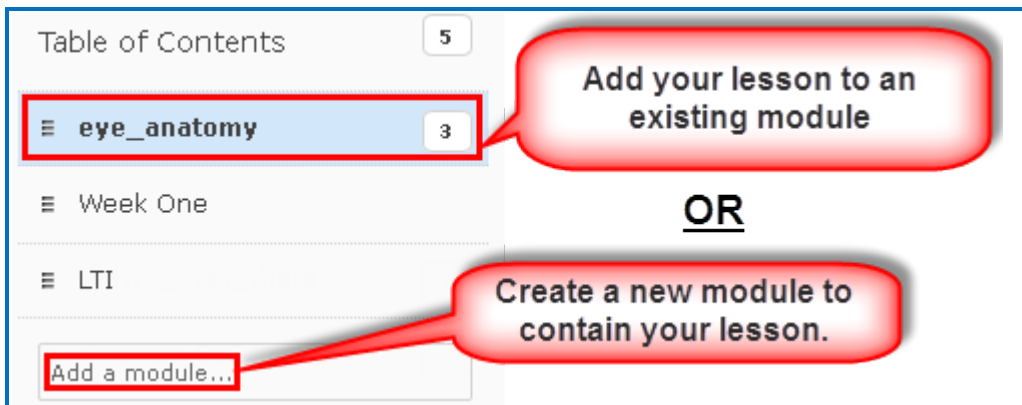 Table of Contents 5
Add your lesson to an
existing module
eye_anatomy 3
Week One
OR
LTI
Create a new module to
contain your lesson.
Add a module...